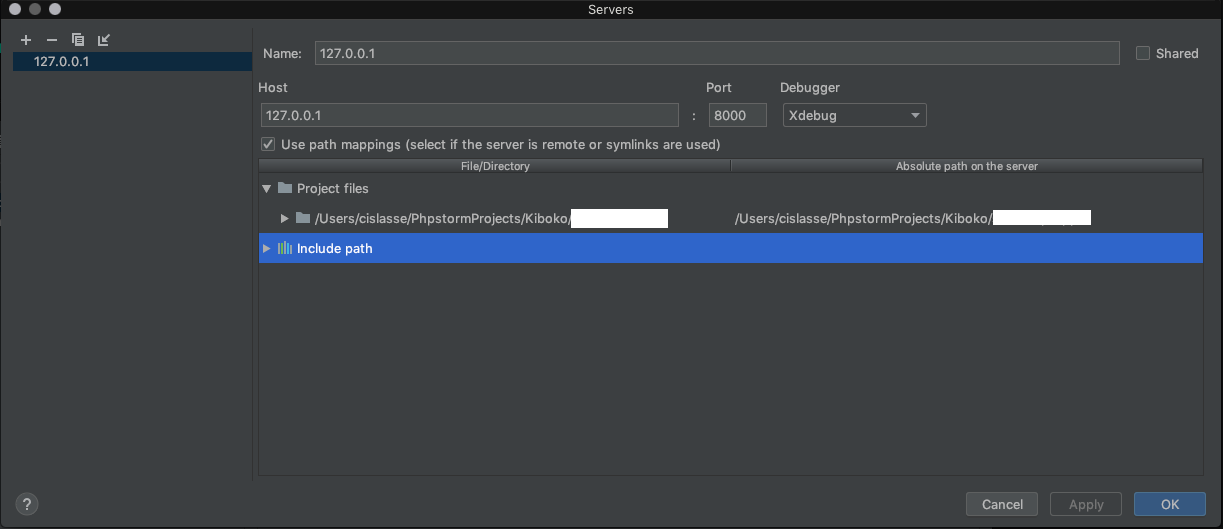 Servers
127.0.0.1
Name: 127.0.0.1 Shared
Host Port Debugger
127.0.0.1 : 8000 Xdebug
Use path mappings (select if the server is remote or symlinks are used)
File/Directory Absolute path on the server
Project files
/Users/cislasse/PhpstormProjects/Kiboko/ /Users/cislasse/PhpstormProjects/Kiboko/
Include path
? Cancel Apply OK